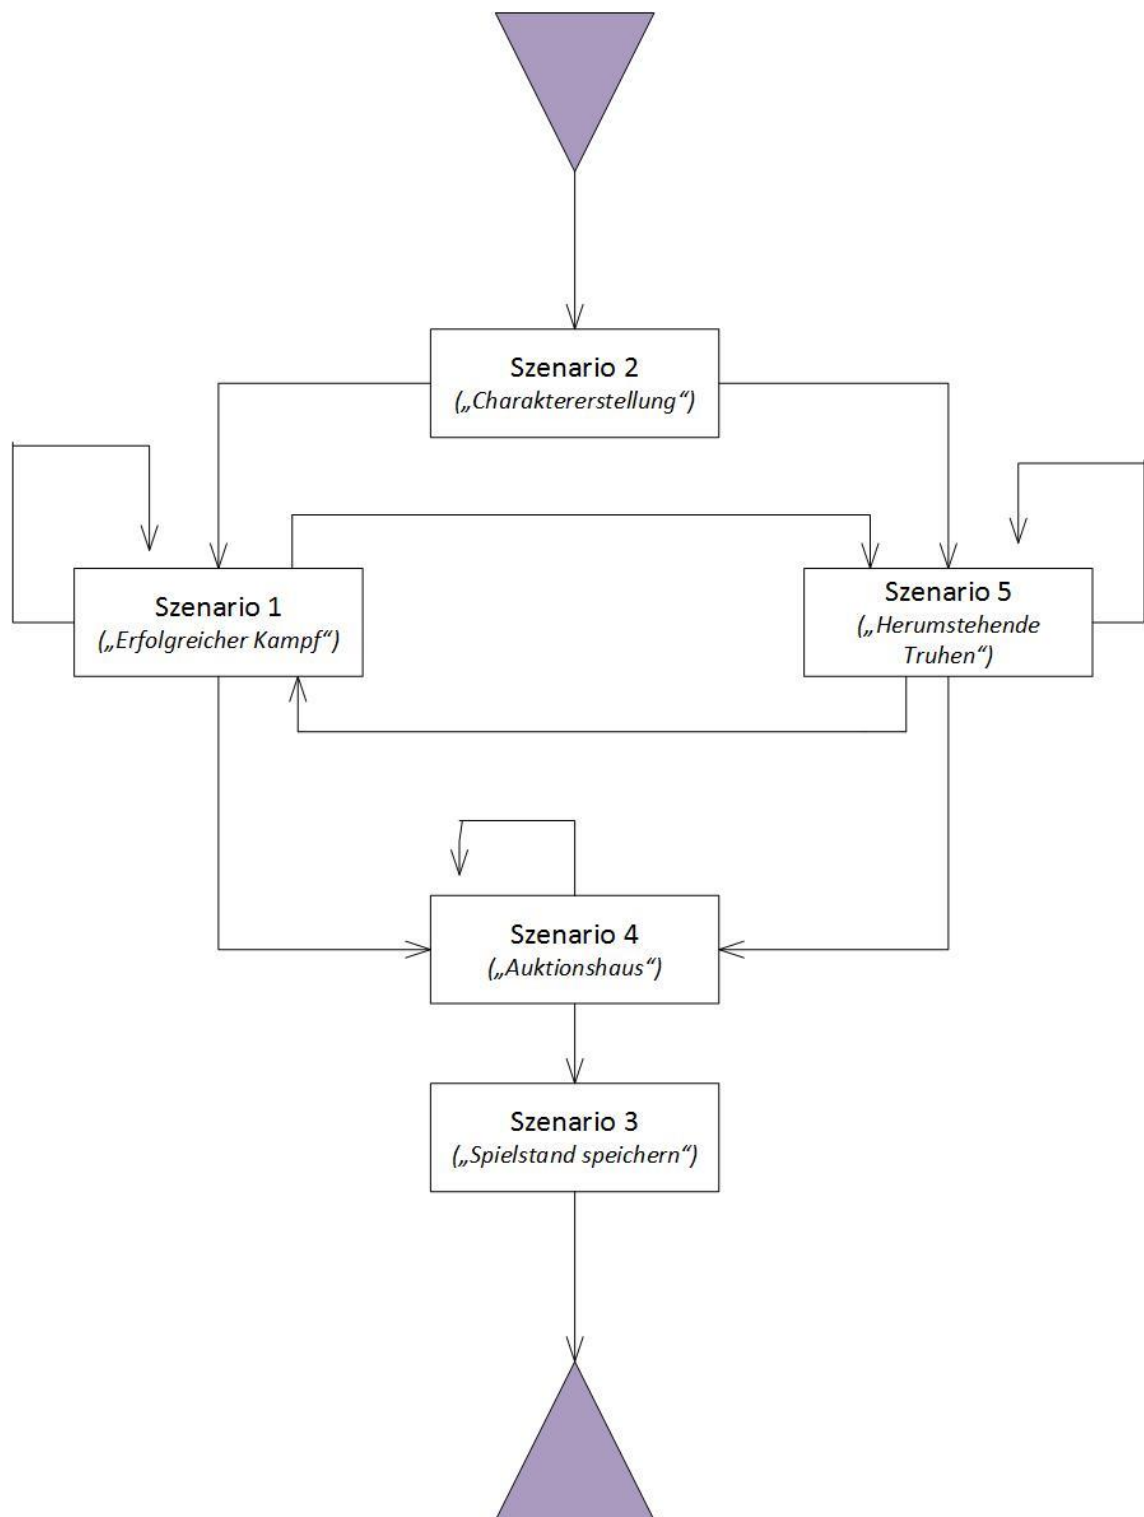 Szenario 2
(„Charaktererstellung“)
Szenario 1
(„Erfolgreicher Kampf“)
Szenario 5
(„Herumstehende
Truhen“)
Szenario 4
(„Auktionshaus“)
Szenario 3
(„Spielstand speichern“)